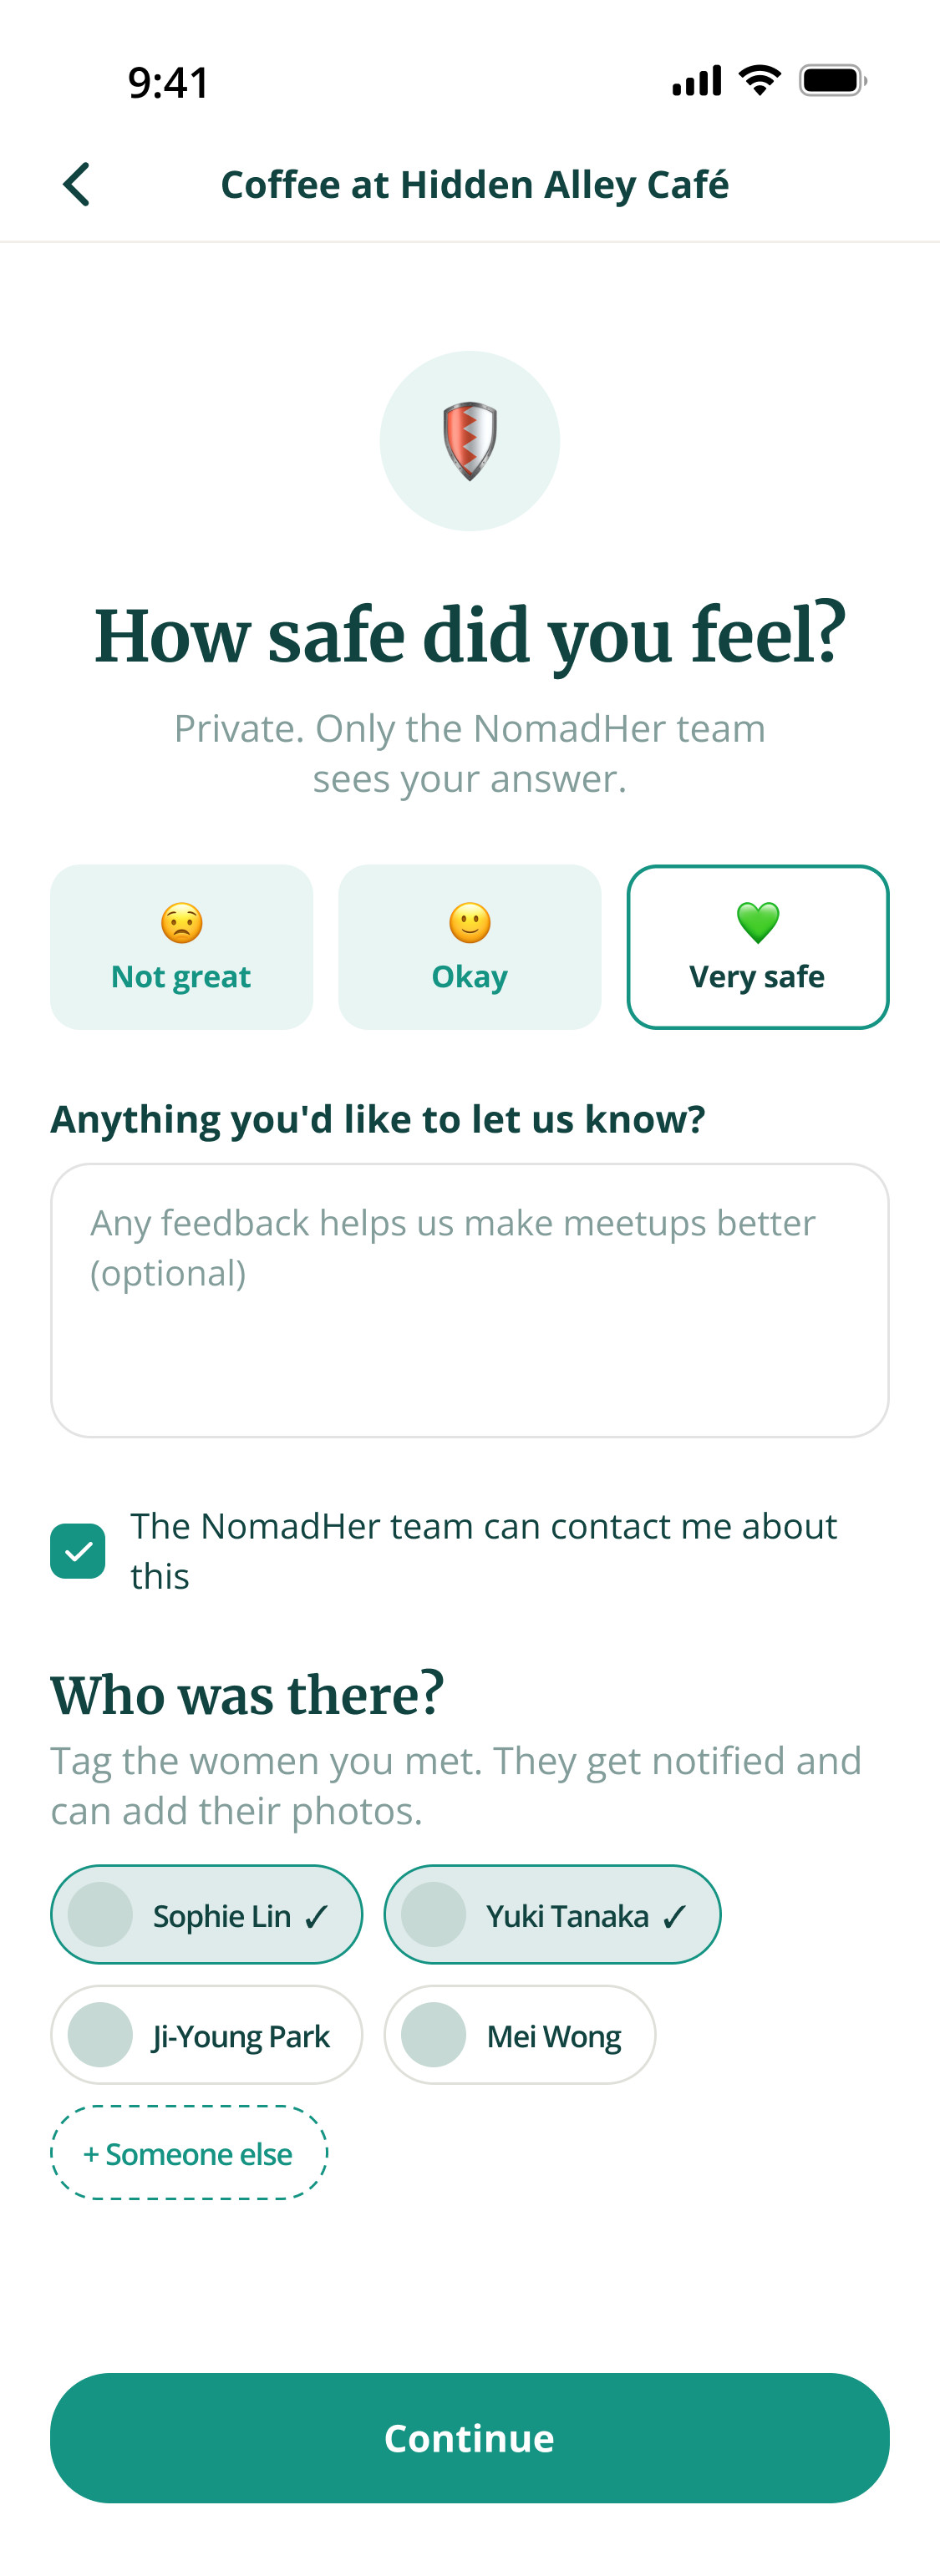 9:41
Coffee at Hidden Alley Café
How safe did you feel?
Private. Only the NomadHer team
sees your answer.
Not great
Okay
Very safe
Anything you'd like to let us know?
Any feedback helps us make meetups better
(optional)
The NomadHer team can contact me about
this
Who was there?
Tag the women you met. They get notified and
can add their photos.
Sophie Lin ✓
Yuki Tanaka ✓
Ji-Young Park
Mei Wong
+ Someone else
Continue